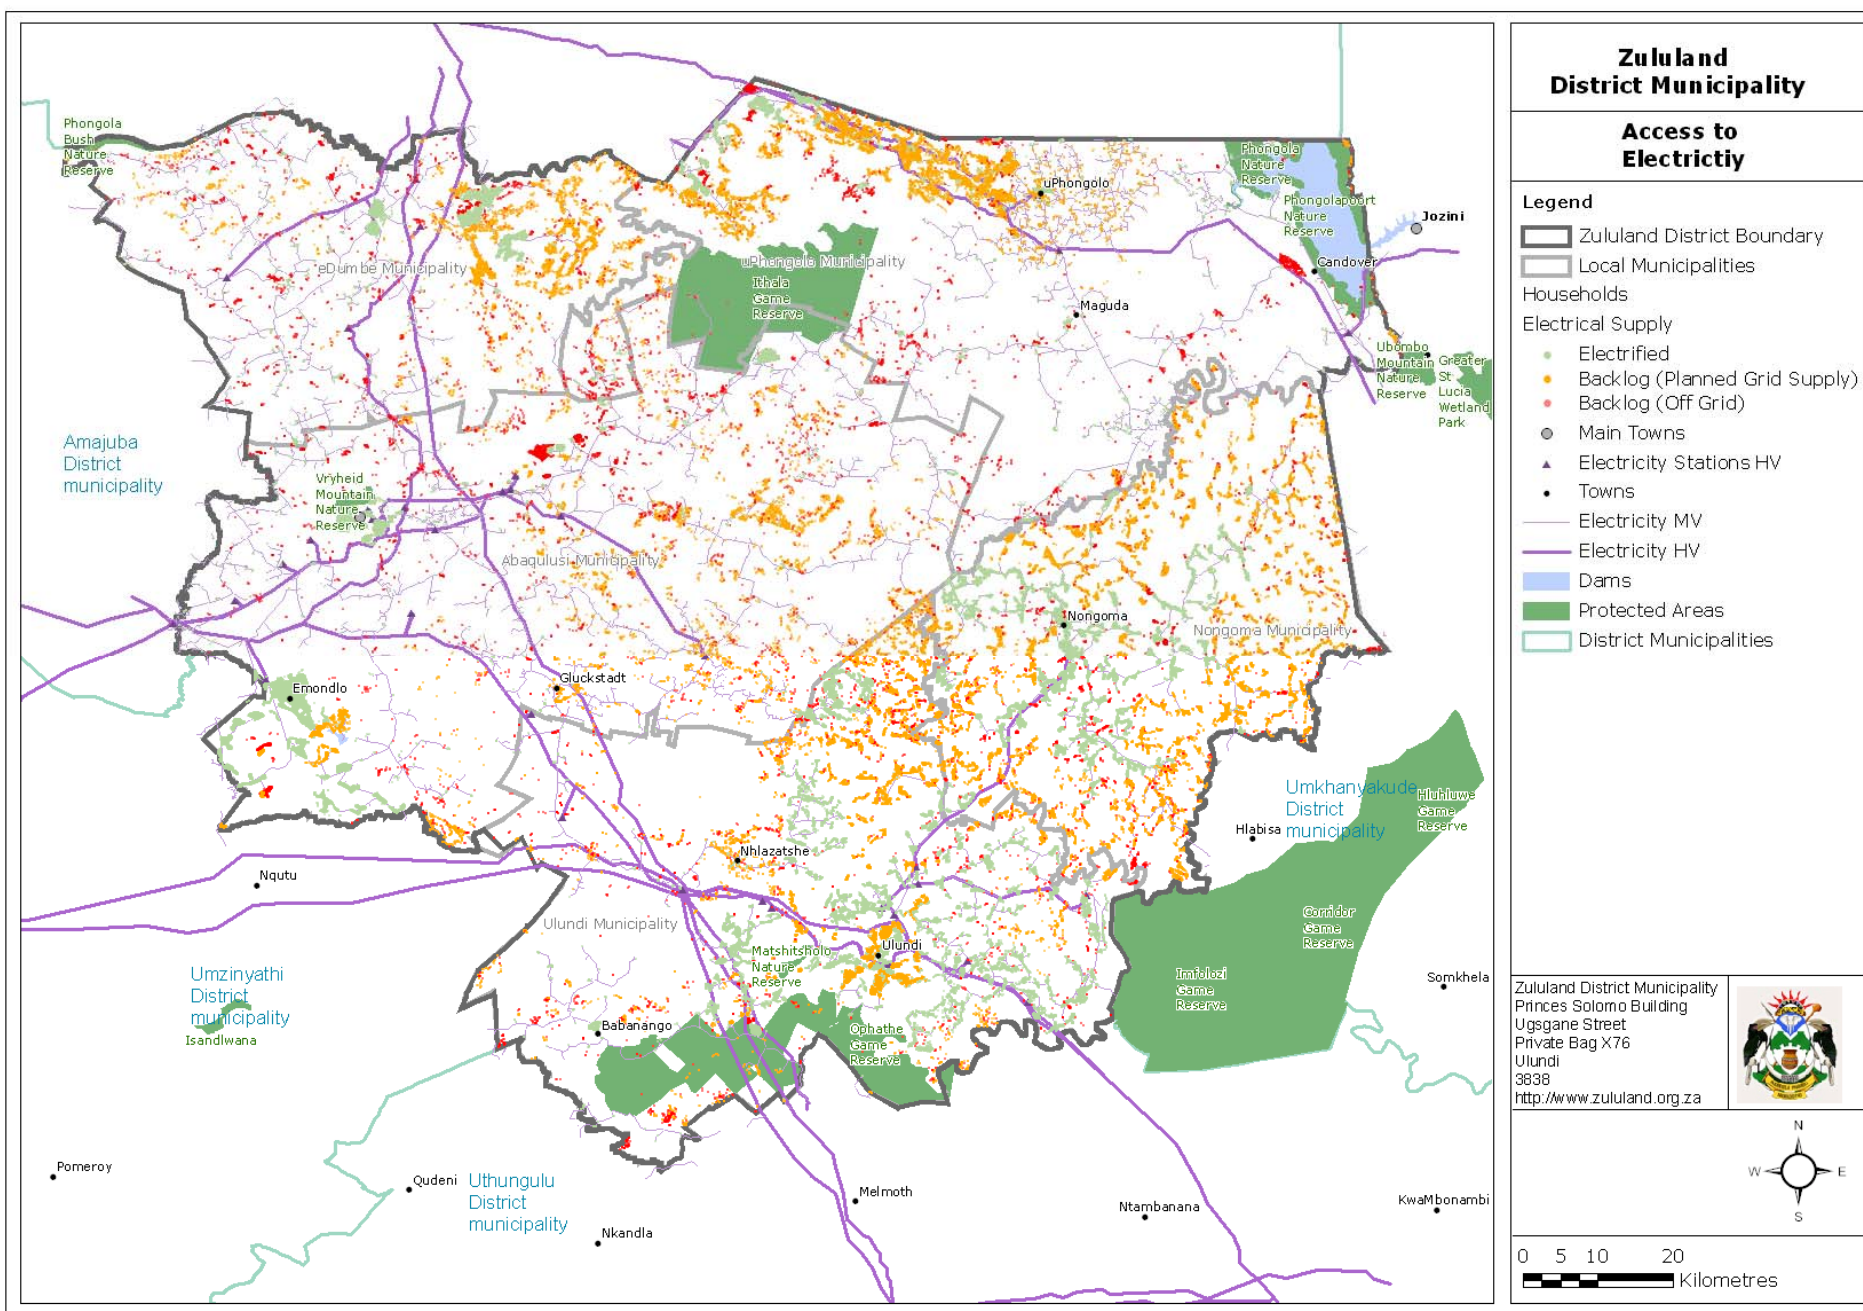 Zululand
District Municipality
Access to
Electrictiy
Legend
Zululand District Boundary
Local Municipalities
Households
Electrical Supply
Electrified
Backlog (Planned Grid Supply)
Backlog (Off Grid)
Main Towns
Electricity Stations HV
Towns
Electricity MV
Electricity HV
Dams
Protected Areas
District Municipalities
Zululand District Municipality
Princes Solomo Building
Ugsgane Street
Private Bag X76
Ulundi
3838
http://www.zululand.org.za
N
W
E
S
0 5 10 20
Kilometres
Phongola
Bush
Nature
Reserve
eDumbe Municipality
uPhongolo Municipality
Ithala
Game
Reserve
uPhongolo
Phongola
Nature
Reserve
Phongolapoort
Nature
Reserve
Jozini
Candover
Maguda
Ubombo
Mountain
Nature
Reserve
Greater
St
Lucia
Wetland
Park
Amajuba
District
municipality
Vryheid
Mountain
Nature
Reserve
Abaqulusi Municipality
Nongoma
Nongoma Municipality
Emondlo
Gluckstadt
Umkhanyakude
District
municipality
Hluhluwe
Game
Reserve
Hlabisa
Nhlazatshe
Nqutu
Ulundi Municipality
Corridor
Game
Reserve
Ulundi
Matshitsholo
Nature
Reserve
Imfolozi
Game
Reserve
Somkhela
Umzinyathi
District
municipality
Isandlwana
Babanango
Ophathe
Game
Reserve
Pomeroy
Qudeni
Uthungulu
District
municipality
Nkandla
Melmoth
Ntambanana
KwaMbonambi